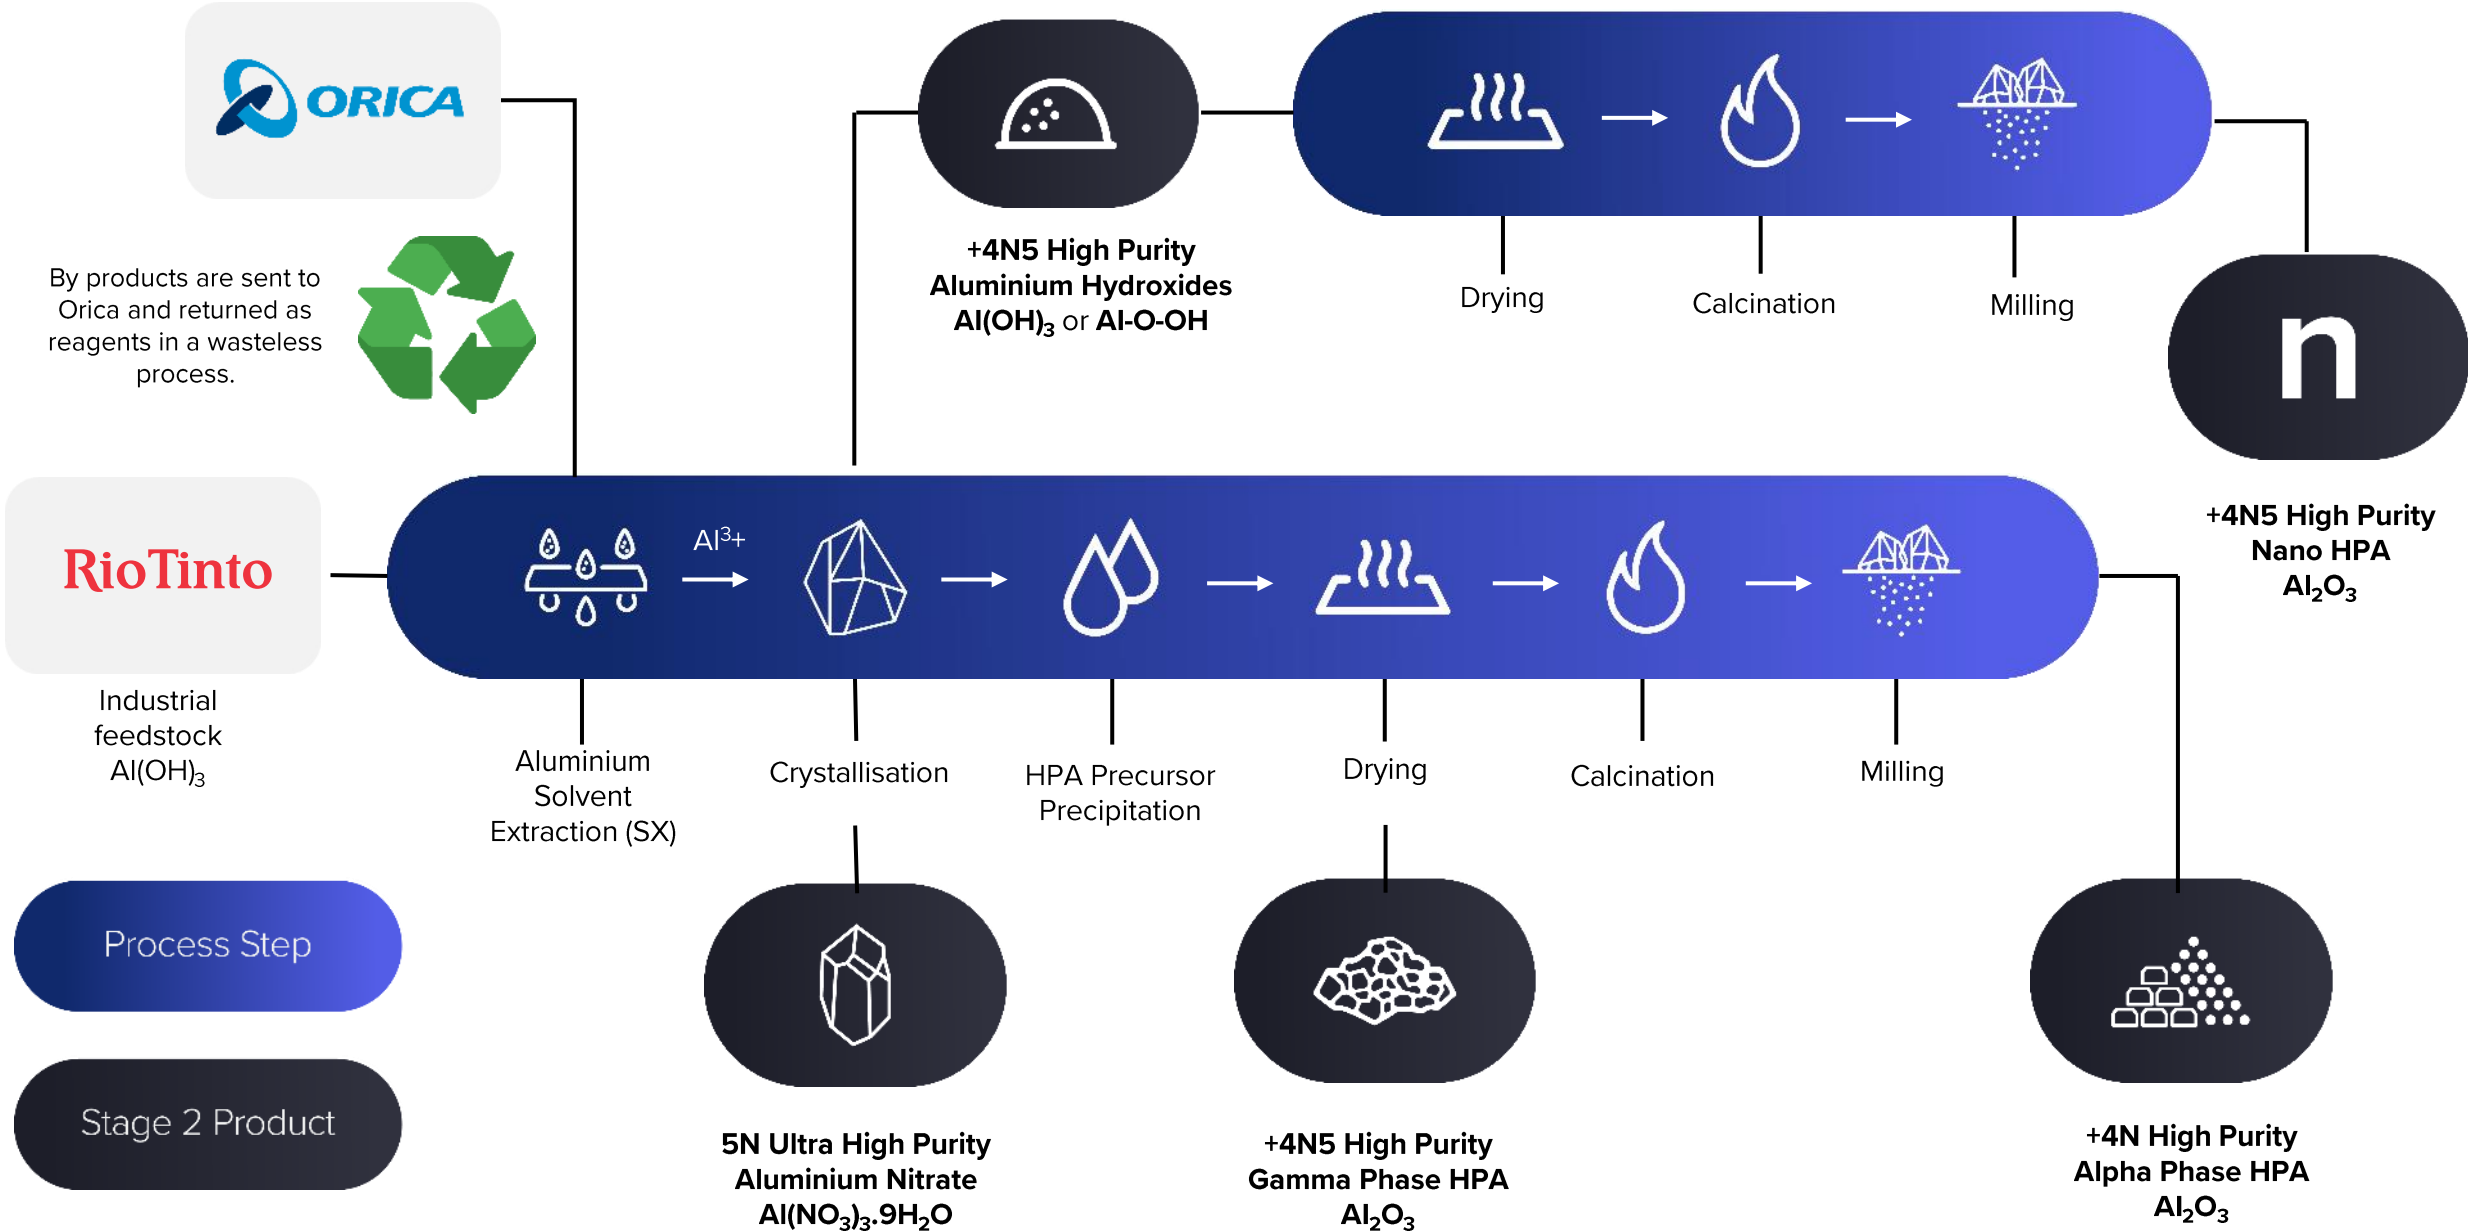 ORICA
By products are sent to
Orica and returned as
reagents in a wasteless
process.
+4N5 High Purity
Aluminium Hydroxides
Al(OH)₃ or Al-O-OH
Drying
Calcination
Milling
n
+4N5 High Purity
Nano HPA
Al₂O₃
RioTinto
Industrial
feedstock
Al(OH)₃
Al³+
Aluminium
Solvent
Extraction (SX)
Crystallisation
HPA Precursor
Precipitation
Drying
Calcination
Milling
Process Step
Stage 2 Product
5N Ultra High Purity
Aluminium Nitrate
Al(NO₃)₃.9H₂O
+4N5 High Purity
Gamma Phase HPA
Al₂O₃
+4N High Purity
Alpha Phase HPA
Al₂O₃